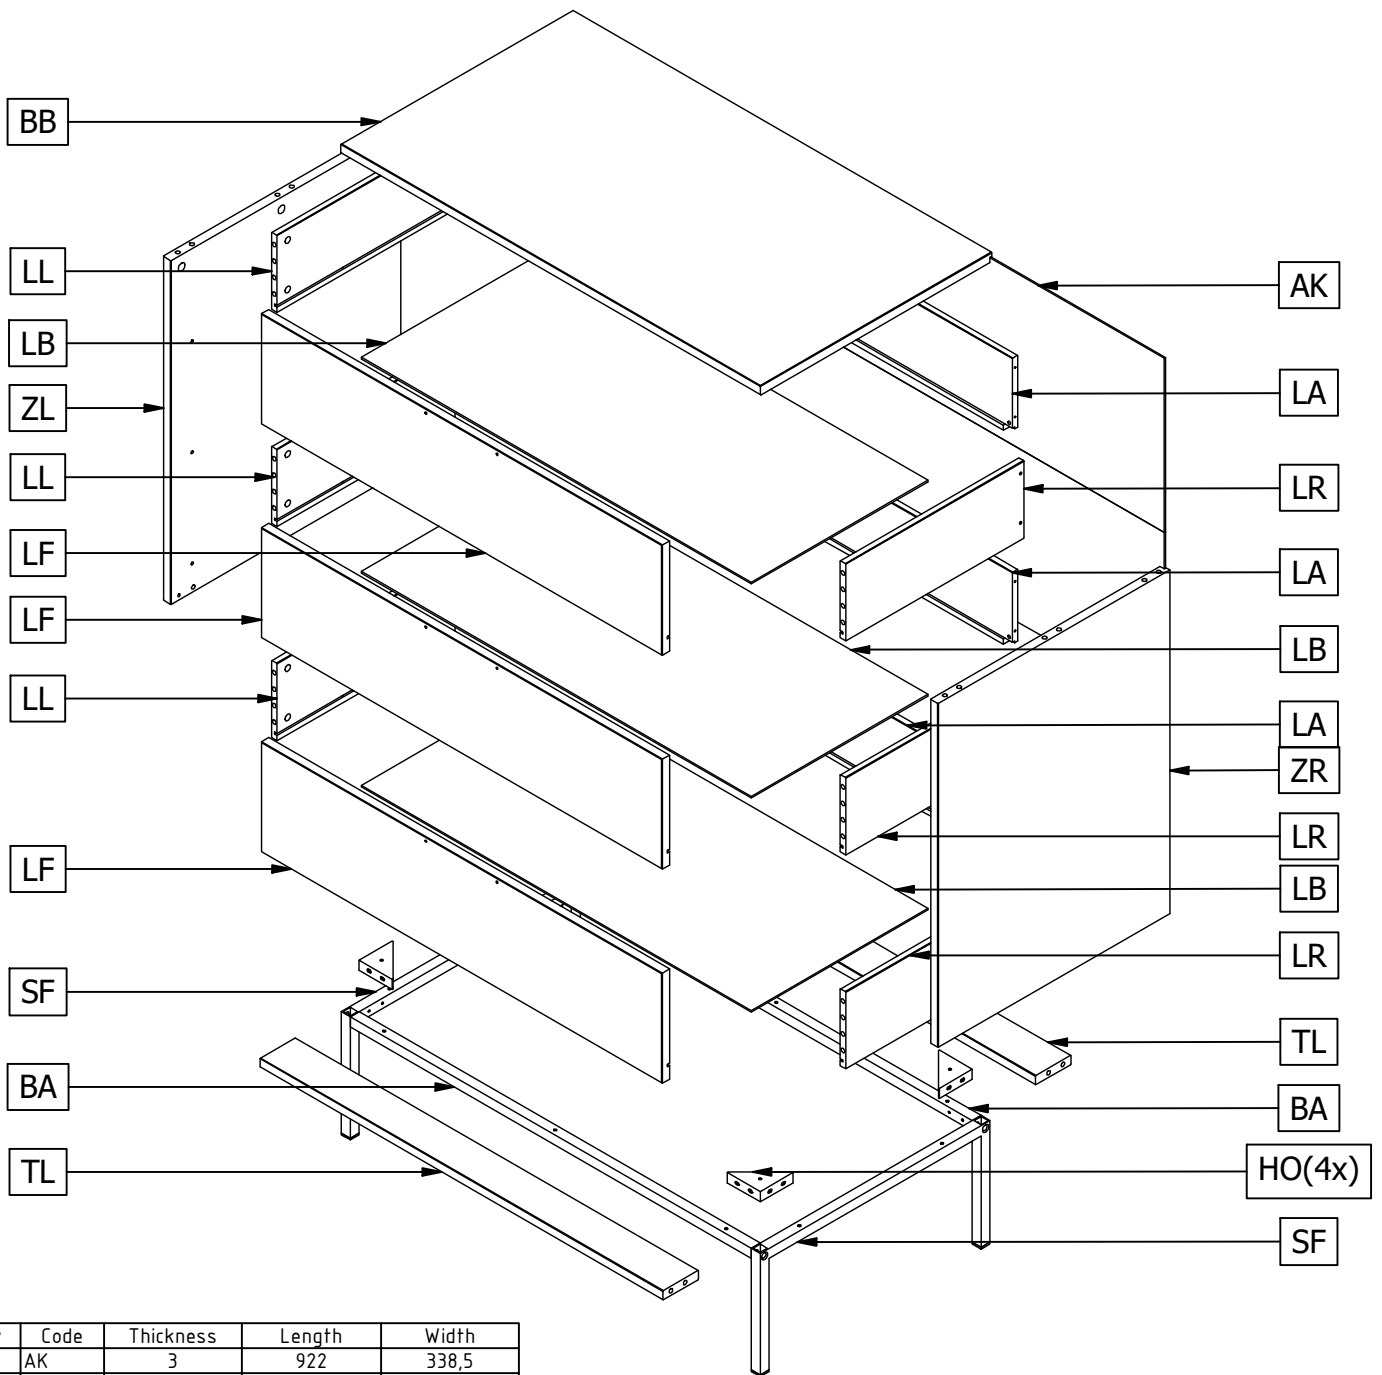 BB
LL
LB
ZL
LL
LF
LF
LL
LF
SF
BA
TL
AK
LA
LR
LA
LB
LA
ZR
LR
LB
LR
TL
BA
HO(4x)
SF
Code Thickness Length Width
AK 3 922 338,5